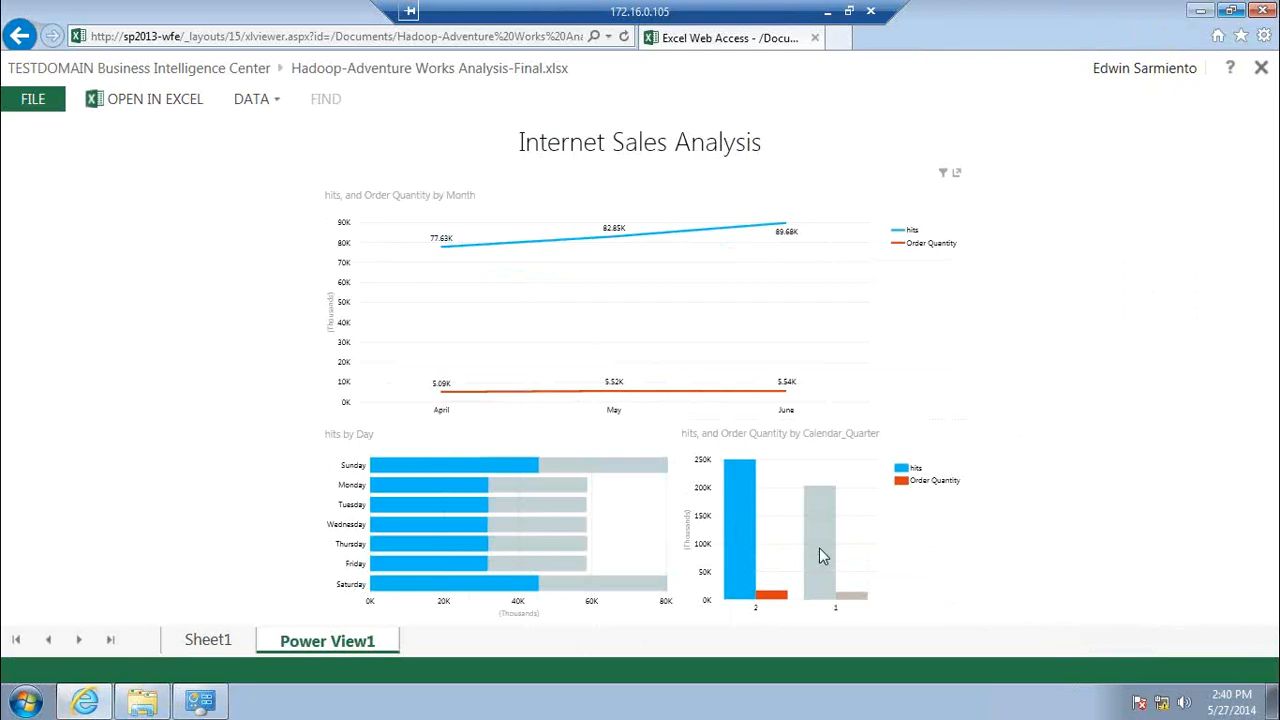 172.16.0.105
http://sp2013-wfe/_layouts/15/xlviewer.aspx?id=/Documents/Hadoop-Adventure%20Works%20Ana
Excel Web Access - /Docu...
TESTDOMAIN Business Intelligence Center Hadoop-Adventure Works Analysis-Final.xlsx
Edwin Sarmiento ?
FILE OPEN IN EXCEL DATA FIND
Internet Sales Analysis
hits, and Order Quantity by Month
90K
80K
70K
60K
50K
40K
30K
20K
10K
0K
(Thousands)
77.63K 82.85K 89.68K
5.09K 5.52K 5.54K
April May June
hits
Order Quantity
hits by Day
Sunday
Monday
Tuesday
Wednesday
Thursday
Friday
Saturday
0K 20K 40K 60K 80K
(Thousands)
hits, and Order Quantity by Calendar_Quarter
250K
200K
150K
100K
50K
0K
(Thousands)
2 1
hits
Order Quantity
Sheet1 Power View1
2:40 PM
5/27/2014